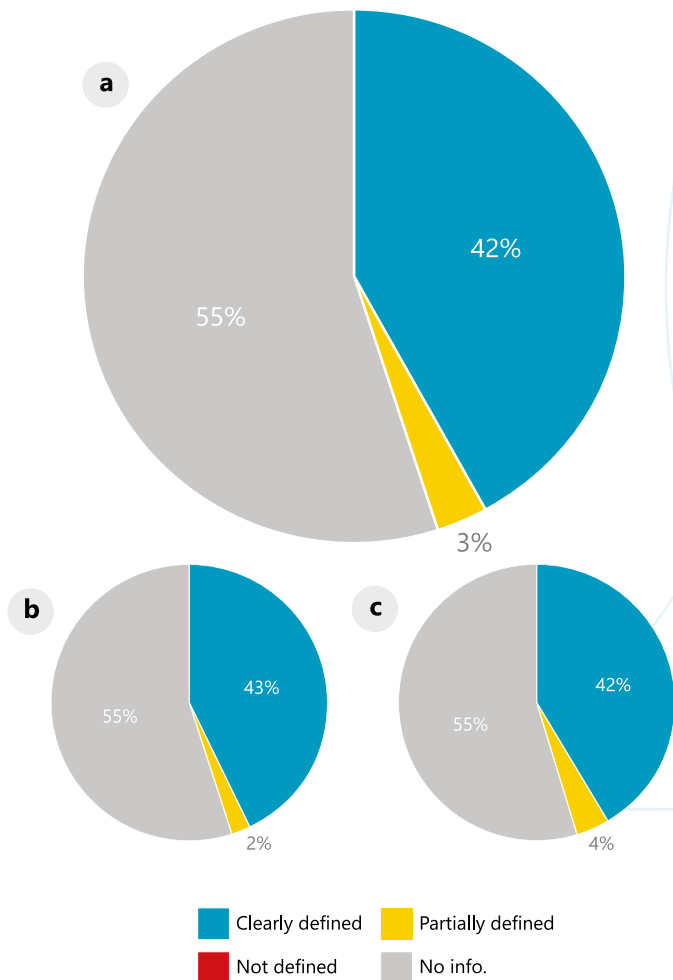 a
42%
55%
3%
b
c
43%
55%
2%
42%
55%
4%
Clearly defined
Partially defined
Not defined
No info.